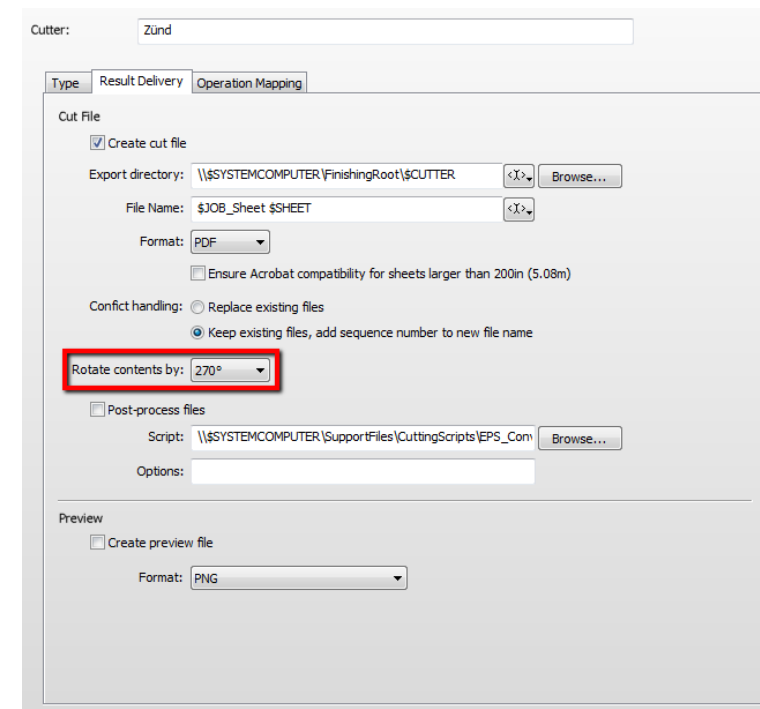 Cutter: Zünd
Type Result Delivery Operation Mapping
Cut File
Create cut file
Export directory: \\$SYSTEMCOMPUTER\FinishingRoot\$CUTTER <I> Browse...
File Name: $JOB_Sheet $SHEET <I>
Format: PDF
Ensure Acrobat compatibility for sheets larger than 200in (5.08m)
Confict handling: Replace existing files
Keep existing files, add sequence number to new file name
Rotate contents by: 270°
Post-process files
Script: \\$SYSTEMCOMPUTER\SupportFiles\CuttingScripts\EPS_Con Browse...
Options:
Preview
Create preview file
Format: PNG